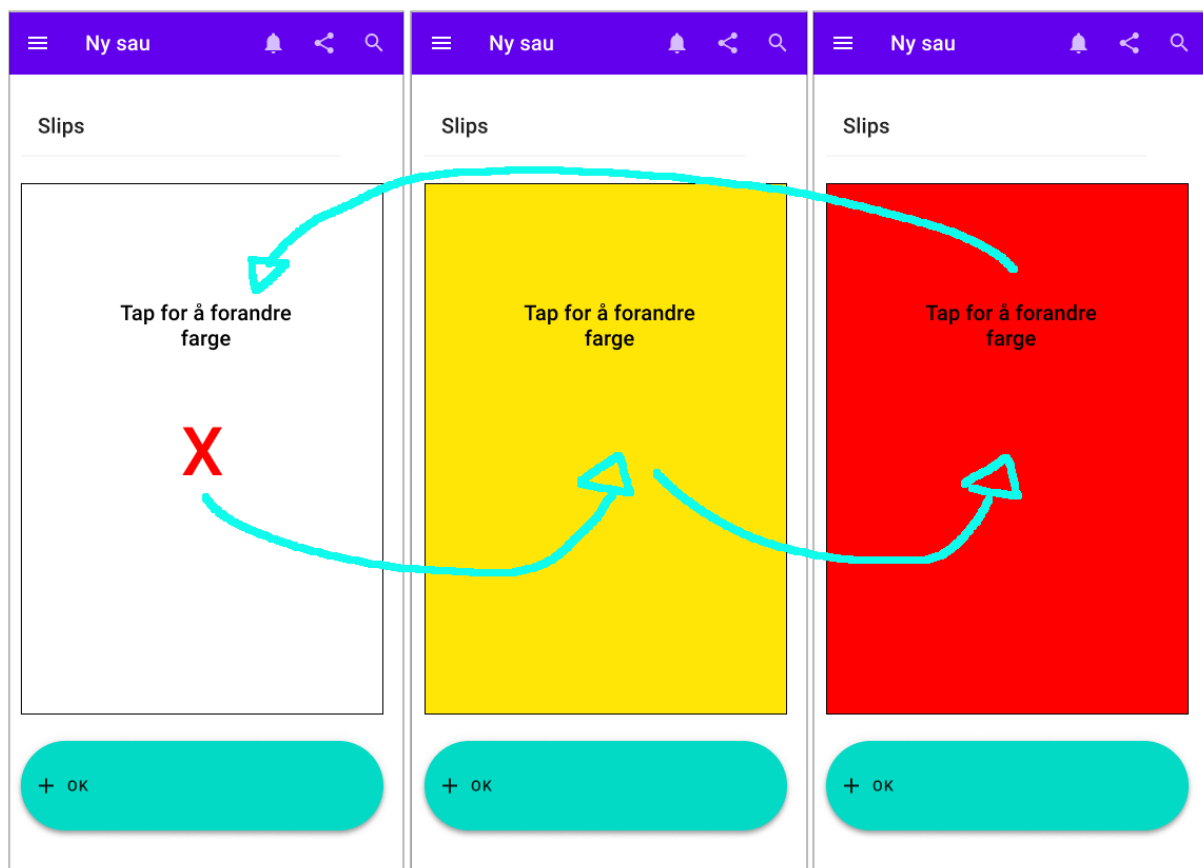 Ny sau
Slips
Tap for å forandre
farge
X
OK
Ny sau
Slips
Tap for å forandre
farge
OK
Ny sau
Slips
Tap for å forandre
farge
OK